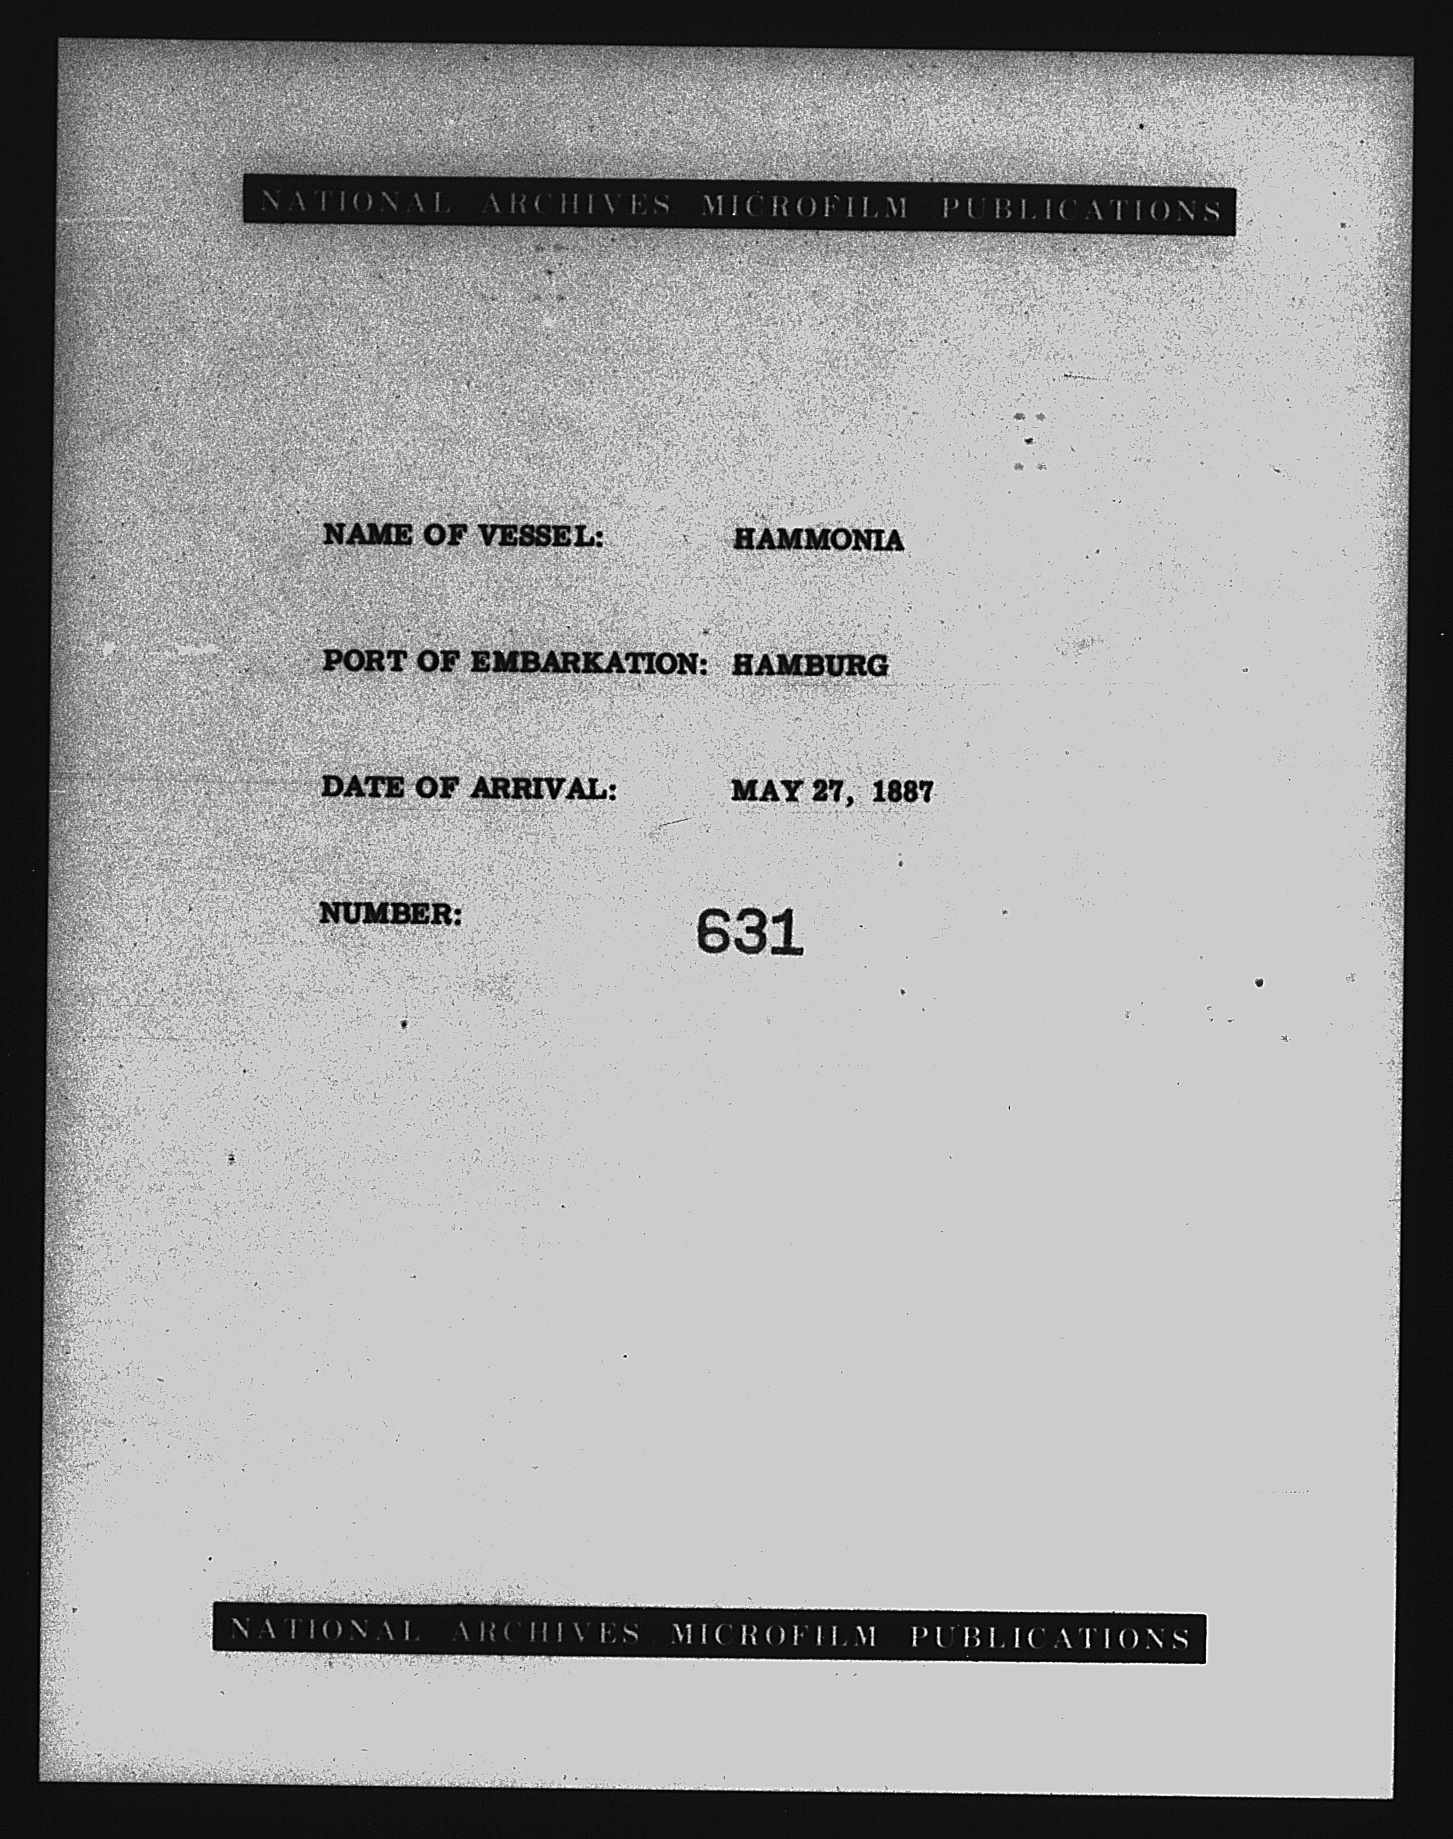 NATIONAL ARCHIVES MICROFILM PUBLICATIONS
NAME OF VESSEL: HAMMONIA
PORT OF EMBARKATION: HAMBURG
DATE OF ARRIVAL: MAY 27, 1887
NUMBER: 631
NATIONAL ARCHIVES MICROFILM PUBLICATIONS